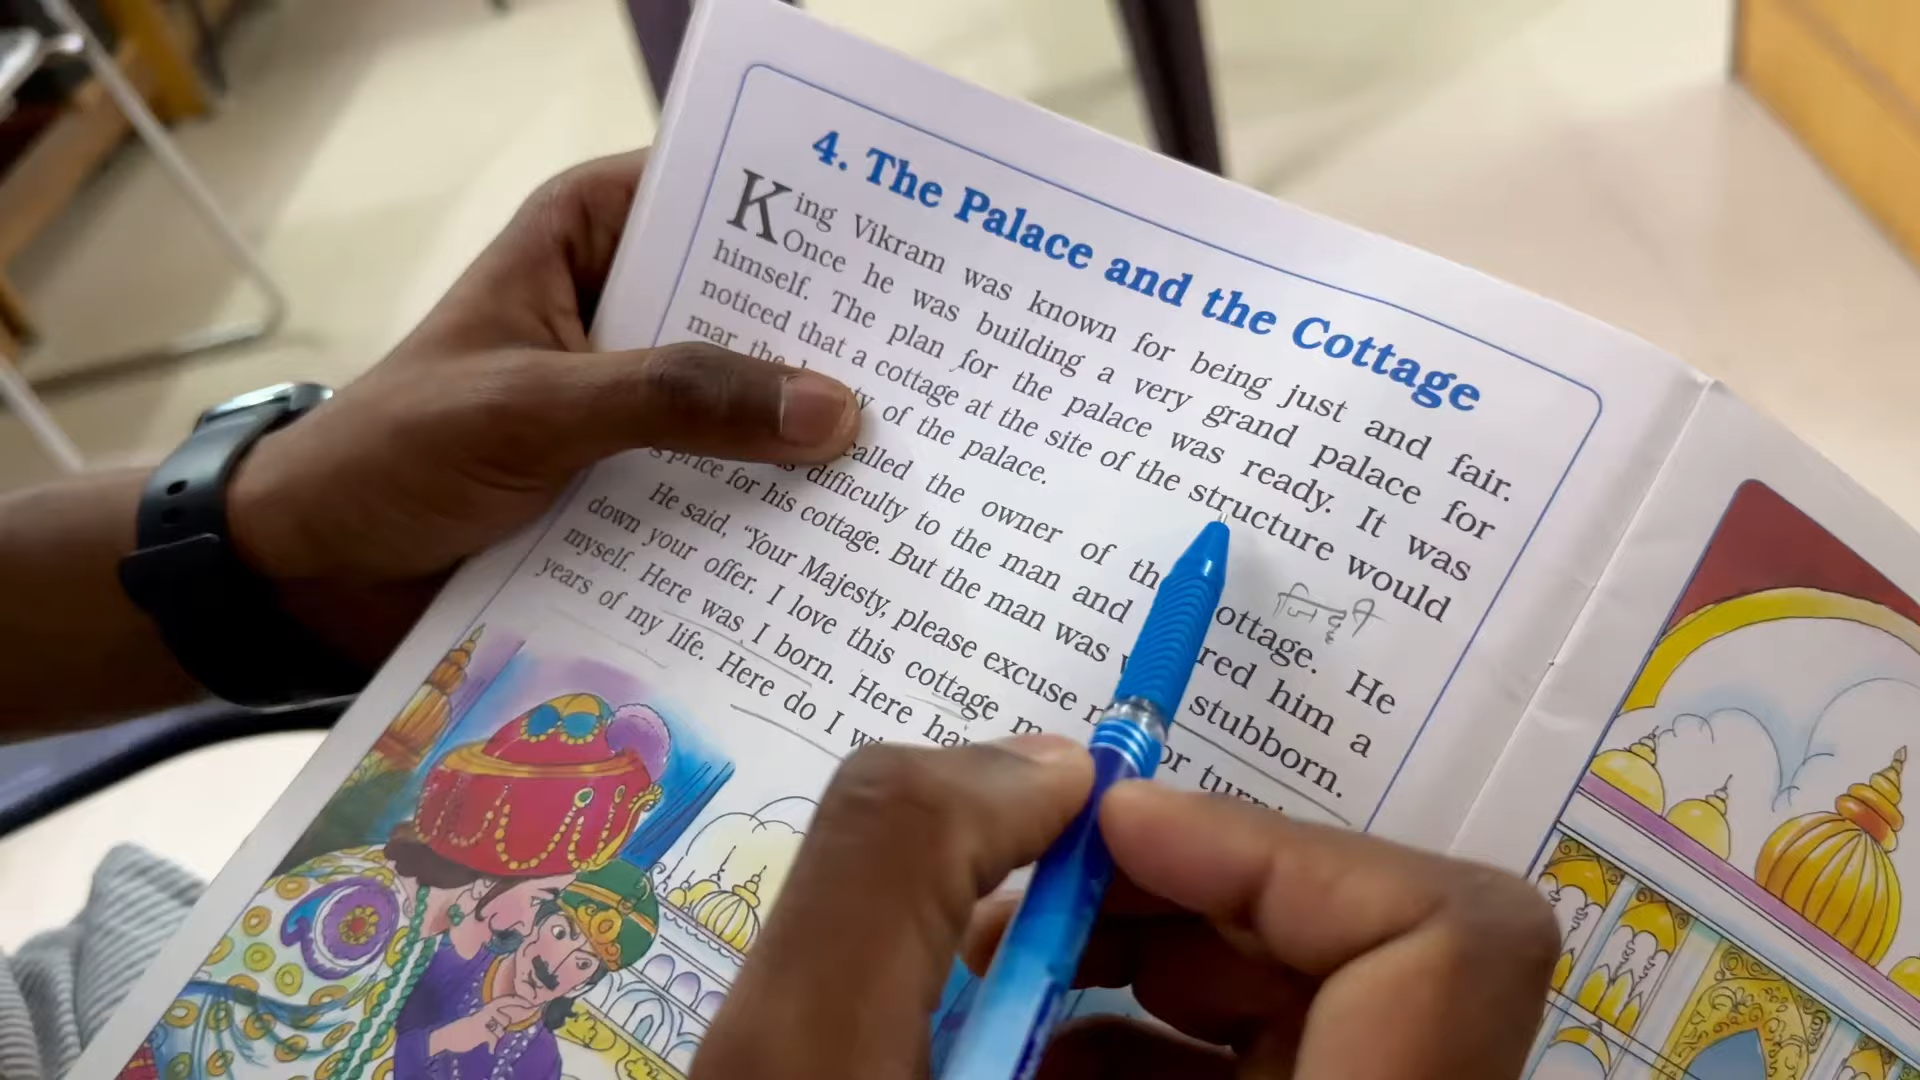 4. The Palace and the Cottage
King Vikram was known for being just and fair.
Once he was building a very grand palace for
himself. The plan for the palace was ready. It was
noticed that a cottage at the site of the structure would
mar the of the palace.
called the owner of ottage. He
difficulty to the man and him a
price for his cottage. But the man was stubborn.
He said, "Your Majesty, please excuse
down your offer. I love this cottage
myself. Here was I born. Here
years of my life. Here do I